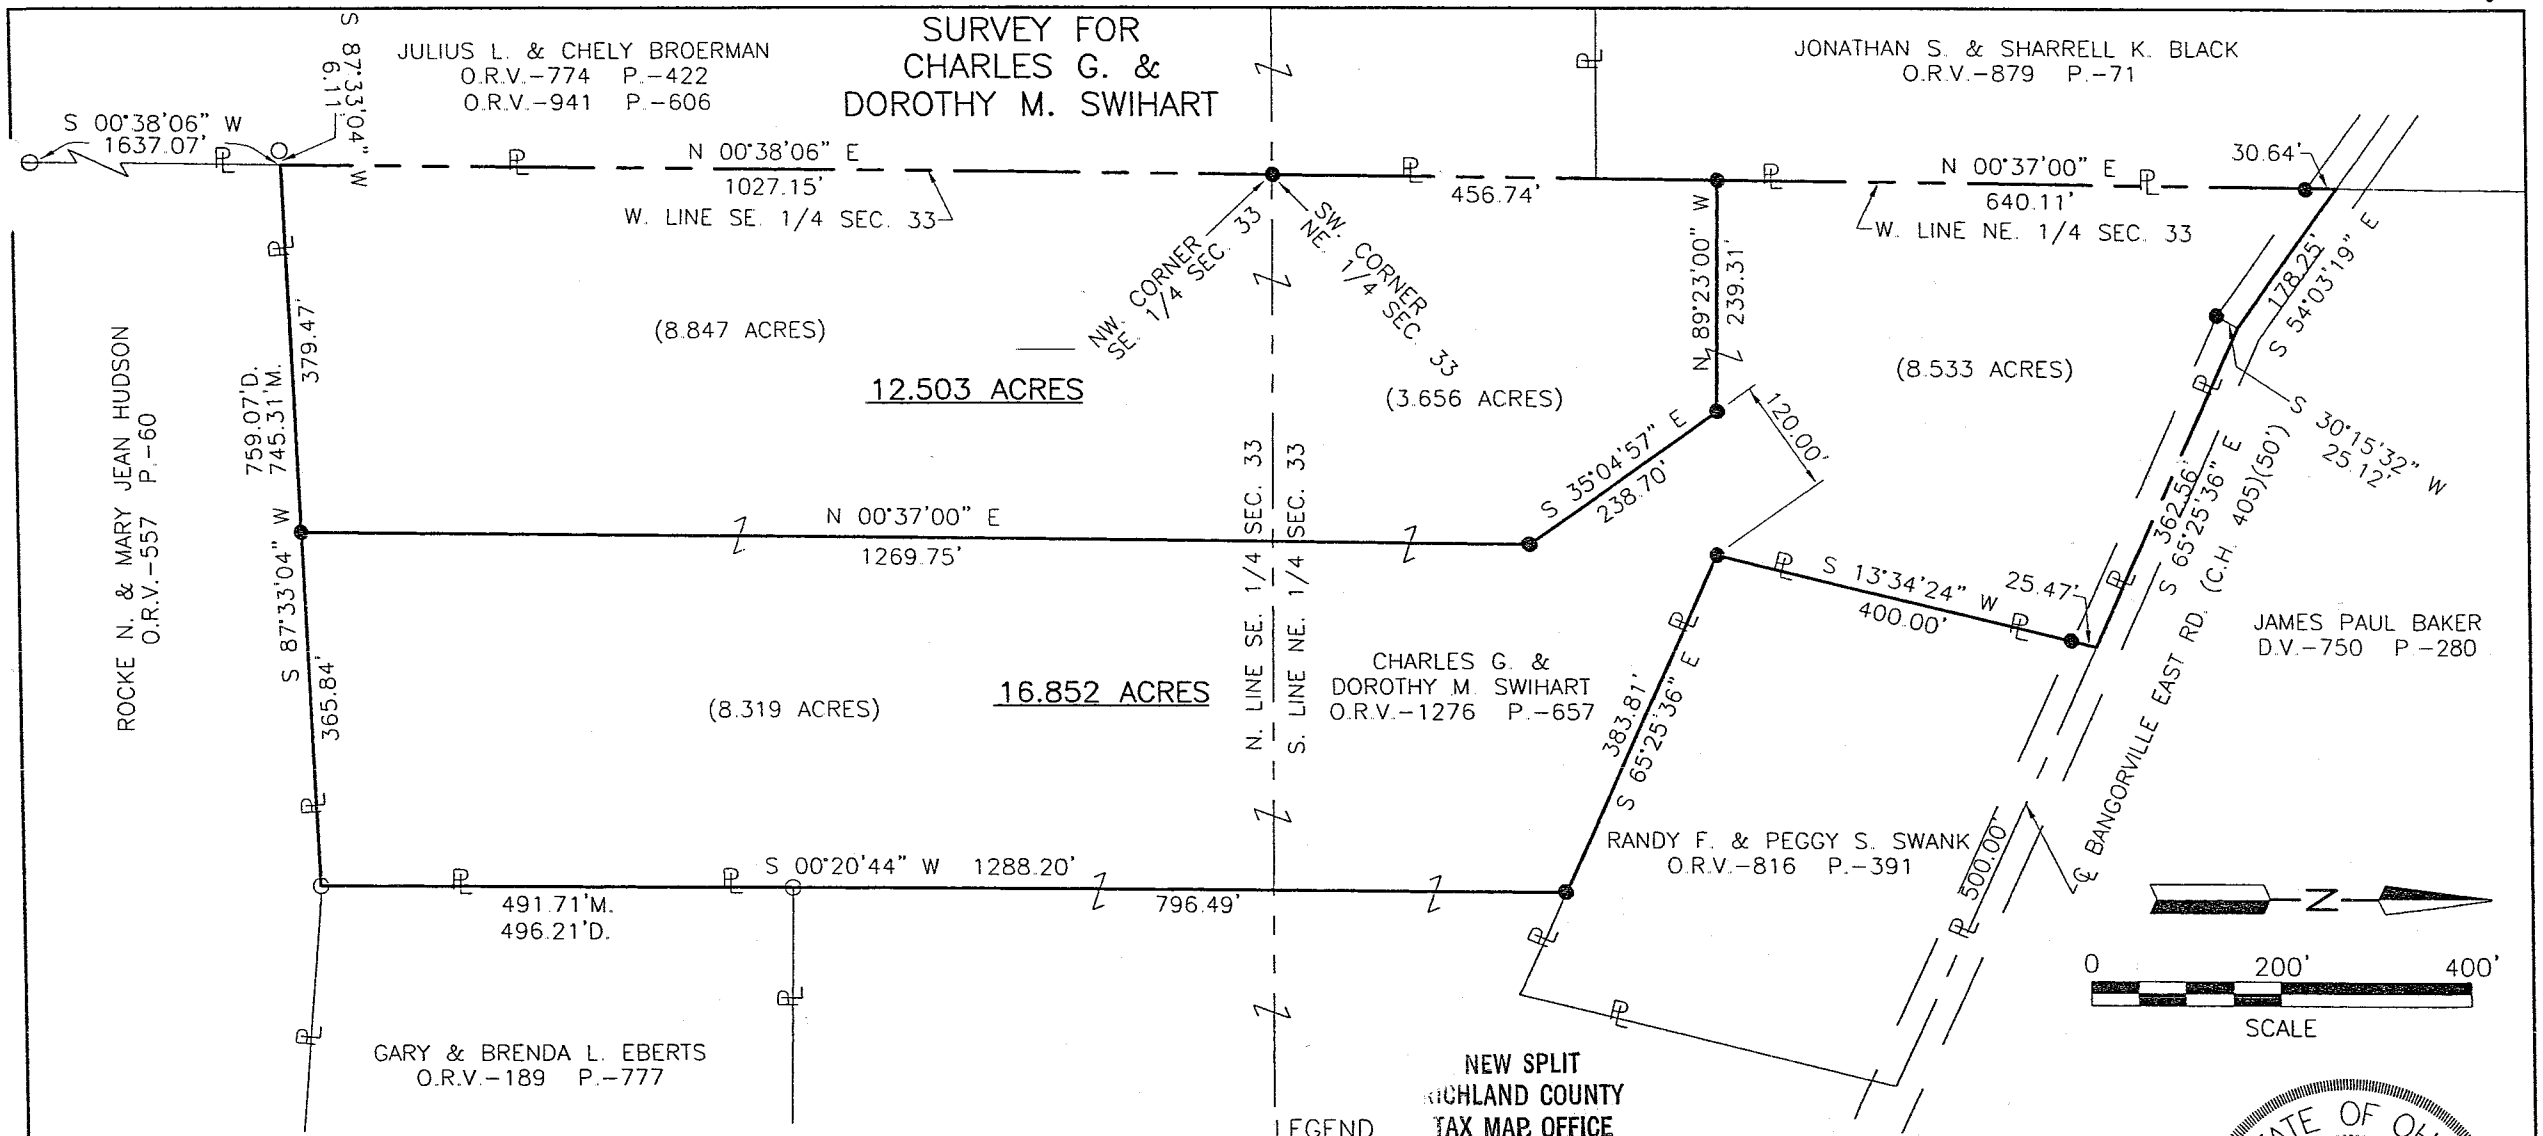 SURVEY FOR
CHARLES G. &
DOROTHY M. SWIHART
JULIUS L. & CHELY BROERMAN
O.R.V.-774 P.-422
O.R.V.-941 P.-606
JONATHAN S. & SHARRELL K. BLACK
O.R.V.-879 P.-71
S 87°33'04" W
6.11'
S 00°38'06" W
1637.07'
N 00°38'06" E
1027.15'
W. LINE SE. 1/4 SEC. 33
456.74'
N 00°37'00" E
640.11'
W. LINE NE. 1/4 SEC. 33
30.64'
NW. CORNER
SE. 1/4 SEC. 33
SW. CORNER
NE. 1/4 SEC. 33
N 89°23'00" W
239.31'
178.25'
S 54°03'19" E
S 30°15'32" W
25.12'
362.56'
S 65°25'36" E
ROCKE N. & MARY JEAN HUDSON
O.R.V.-557 P.-60
759.07'D.
745.31'M.
379.47'
S 87°33'04" W
365.84'
(8.847 ACRES)
12.503 ACRES
(3.656 ACRES)
(8.533 ACRES)
120.00'
S 35°04'57" E
238.70'
N 00°37'00" E
1269.75'
N. LINE SE. 1/4 SEC. 33
S. LINE NE. 1/4 SEC. 33
S 13°34'24" W
400.00'
25.47'
BANGORVILLE EAST RD. (C.H. 405)(50')
JAMES PAUL BAKER
D.V.-750 P.-280
(8.319 ACRES)
16.852 ACRES
CHARLES G. &
DOROTHY M. SWIHART
O.R.V.-1276 P.-657
383.81'
S 65°25'36" E
RANDY F. & PEGGY S. SWANK
O.R.V.-816 P.-391
500.00'
S 00°20'44" W 1288.20'
491.71'M.
496.21'D.
796.49'
GARY & BRENDA L. EBERTS
O.R.V.-189 P.-777
N
0 200' 400'
SCALE
NEW SPLIT
RICHLAND COUNTY
TAX MAP OFFICE
LEGEND
STATE OF OH